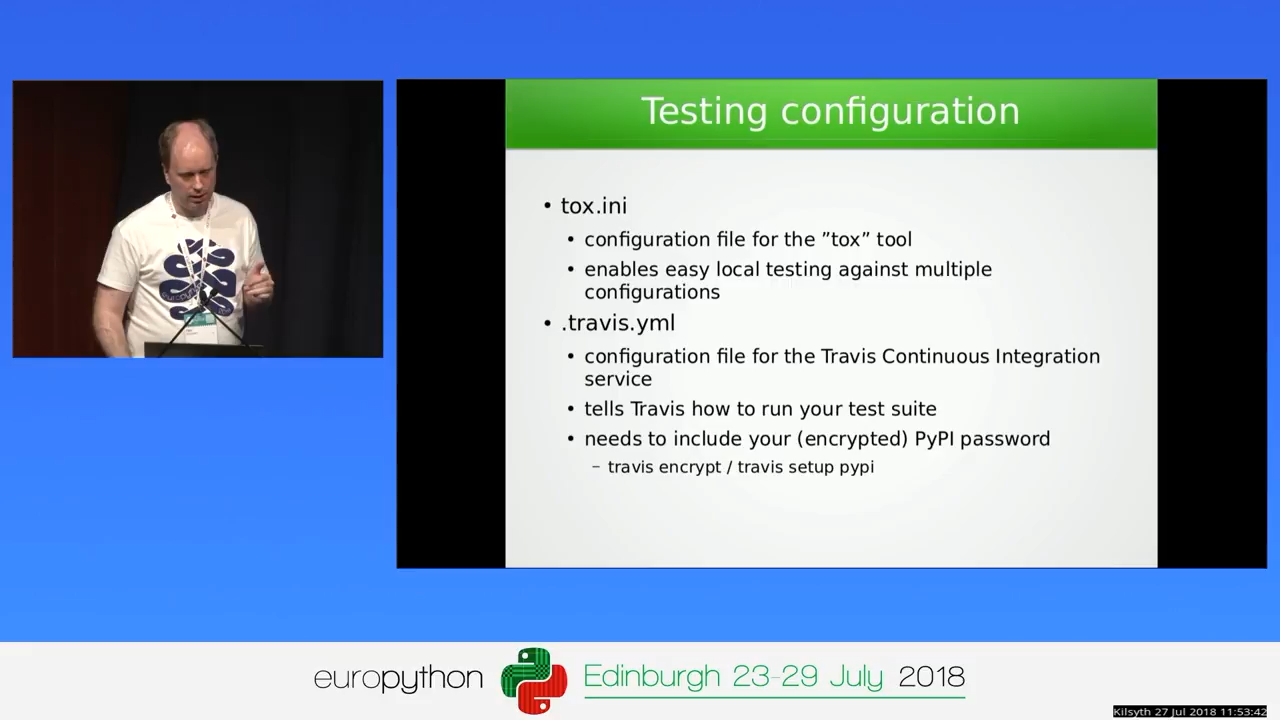 Testing configuration
• tox.ini
• configuration file for the ”tox” tool
• enables easy local testing against multiple
configurations
• .travis.yml
• configuration file for the Travis Continuous Integration
service
• tells Travis how to run your test suite
• needs to include your (encrypted) PyPI password
– travis encrypt / travis setup pypi
europython
Edinburgh 23-29 July 2018
Kilsyth 27 Jul 2018 11:53:42